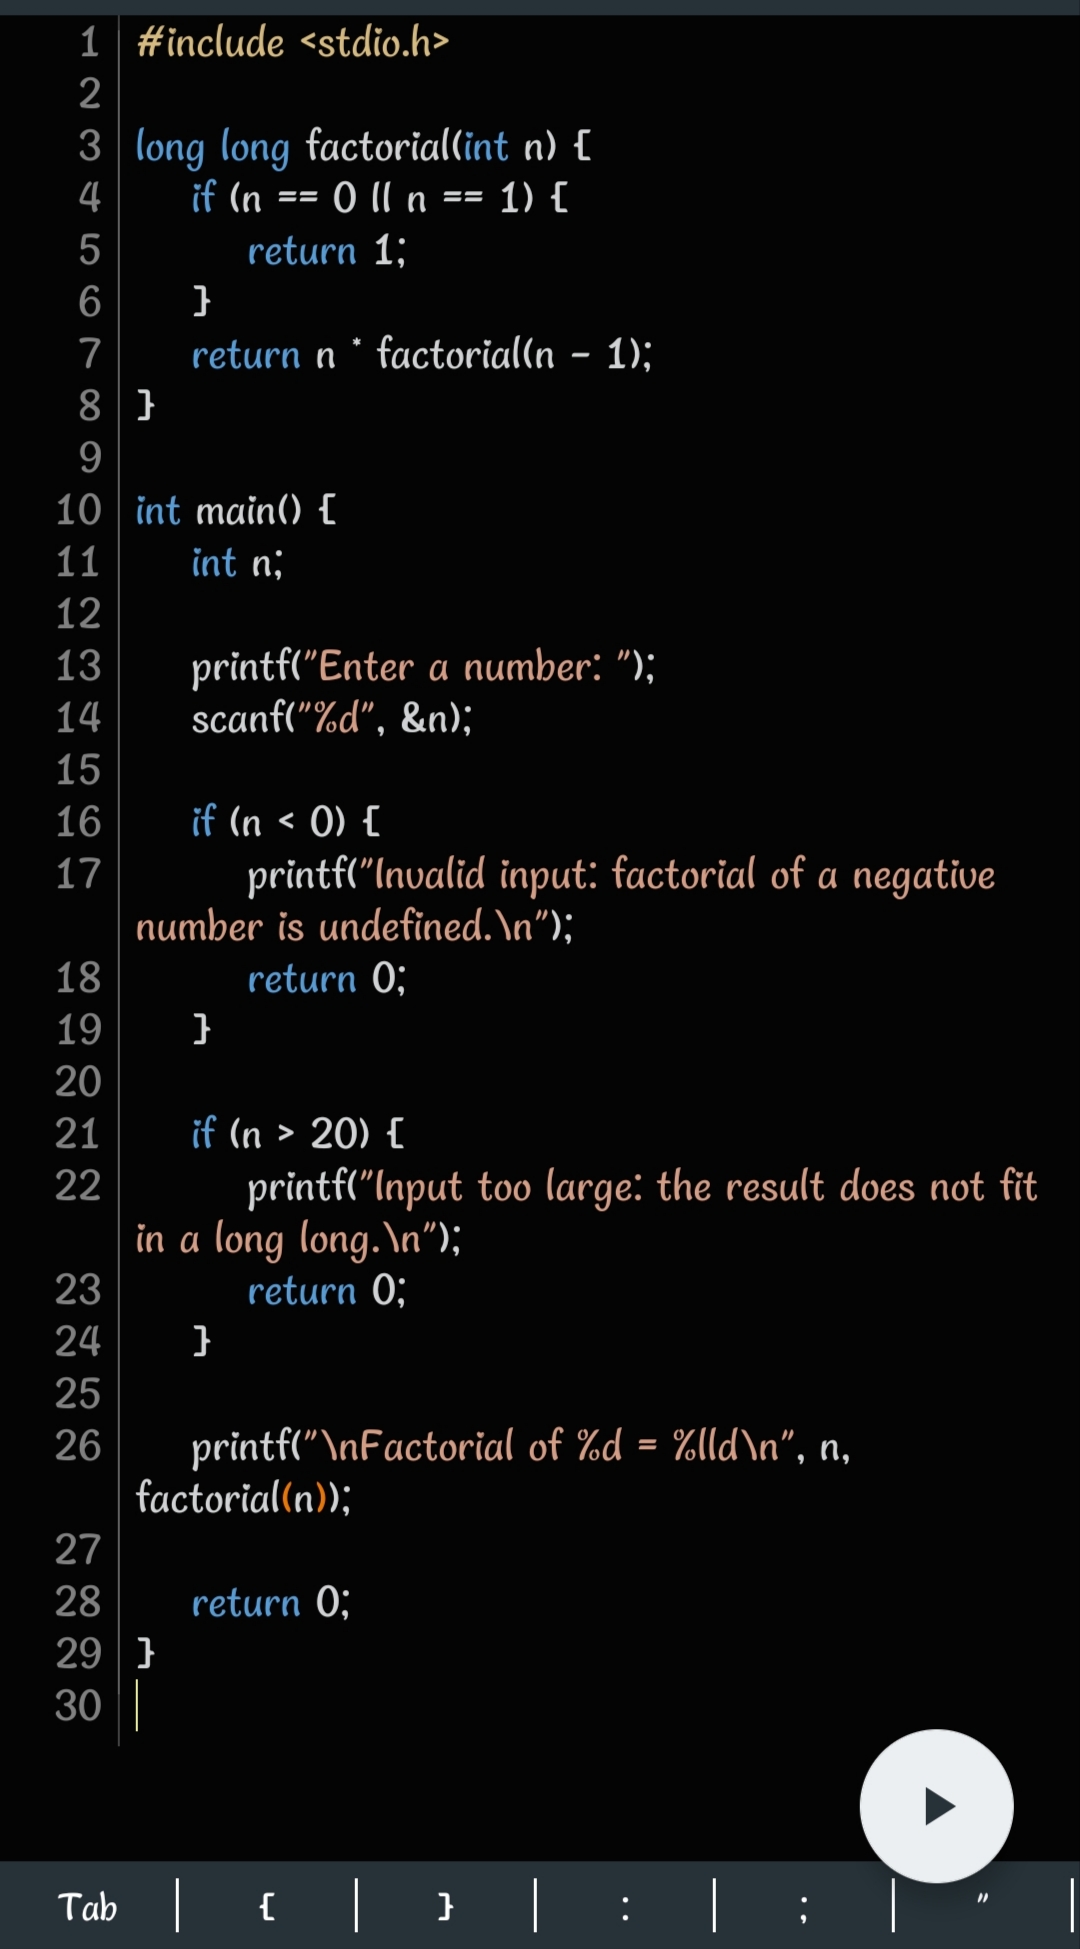 1 #include <stdio.h>
2
3 long long factorial(int n) {
4 if (n == 0 || n == 1) {
5 return 1;
6 }
7 return n * factorial(n - 1);
8 }
9
10 int main() {
11 int n;
12
13 printf("Enter a number: ");
14 scanf("%d", &n);
15
16 if (n < 0) {
17 printf("Invalid input: factorial of a negative
number is undefined.\n");
18 return 0;
19 }
20
21 if (n > 20) {
22 printf("Input too large: the result does not fit
in a long long.\n");
23 return 0;
24 }
25
26 printf("\nFactorial of %d = %lld\n", n,
factorial(n));
27
28 return 0;
29 }
30
Tab | { | } | : | ; | " |